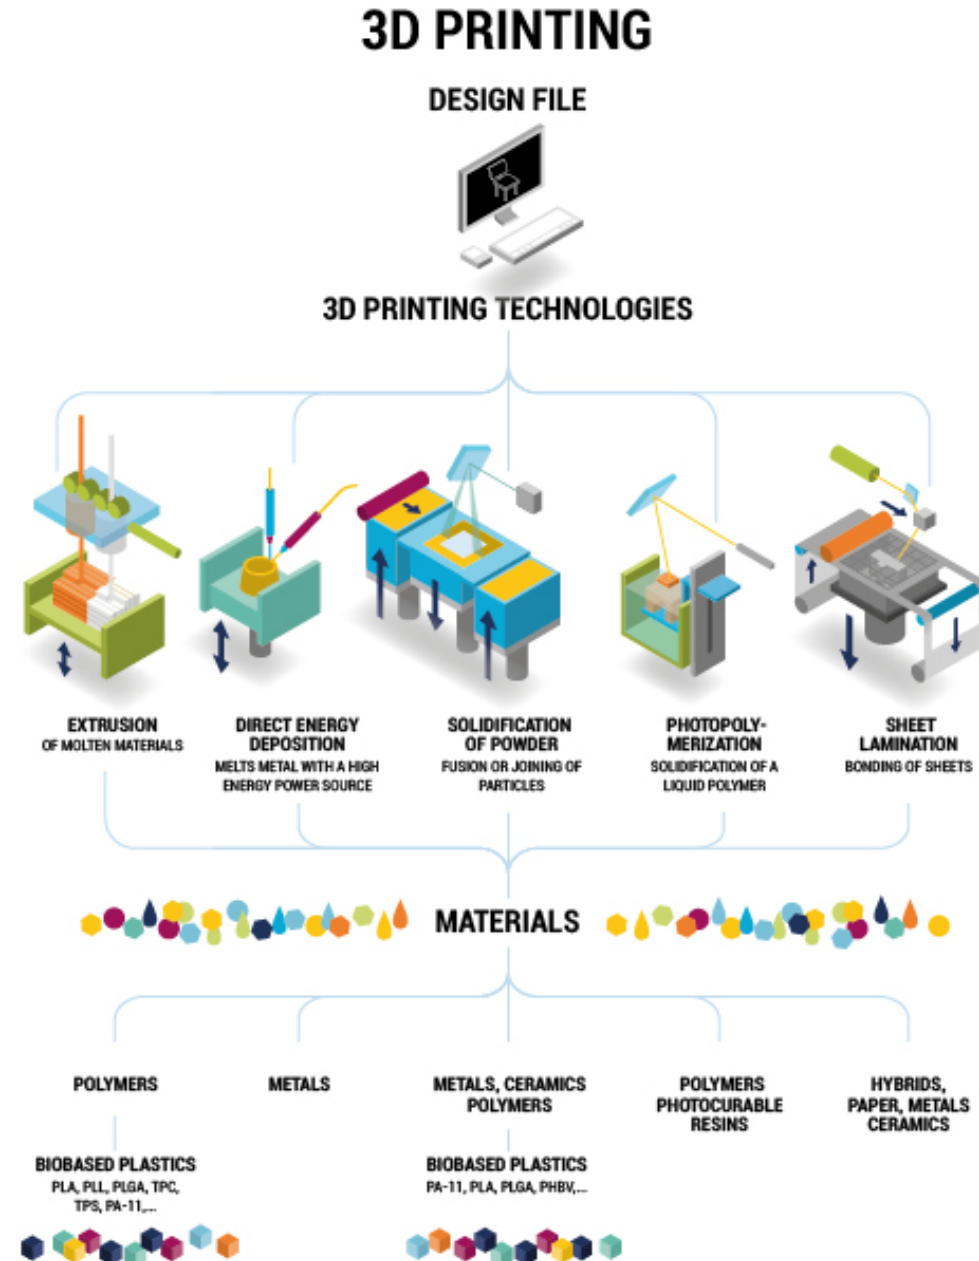 3D PRINTING
DESIGN FILE
3D PRINTING TECHNOLOGIES
EXTRUSION
OF MOLTEN MATERIALS
DIRECT ENERGY
DEPOSITION
MELTS METAL WITH A HIGH
ENERGY POWER SOURCE
SOLIDIFICATION
OF POWDER
FUSION OR JOINING OF
PARTICLES
PHOTOPOLY-
MERIZATION
SOLIDIFICATION OF A
LIQUID POLYMER
SHEET
LAMINATION
BONDING OF SHEETS
MATERIALS
POLYMERS
METALS
METALS, CERAMICS
POLYMERS
POLYMERS
PHOTOCURABLE
RESINS
HYBRIDS,
PAPER, METALS
CERAMICS
BIOBASED PLASTICS
PLA, PLL, PLGA, TPC,
TPS, PA-11,...
BIOBASED PLASTICS
PA-11, PLA, PLGA, PHBV,...